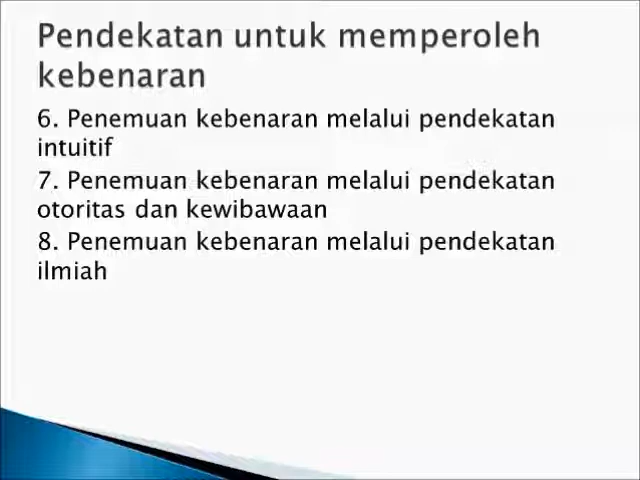 Pendekatan untuk memperoleh
kebenaran
6. Penemuan kebenaran melalui pendekatan
intuitif
7. Penemuan kebenaran melalui pendekatan
otoritas dan kewibawaan
8. Penemuan kebenaran melalui pendekatan
ilmiah